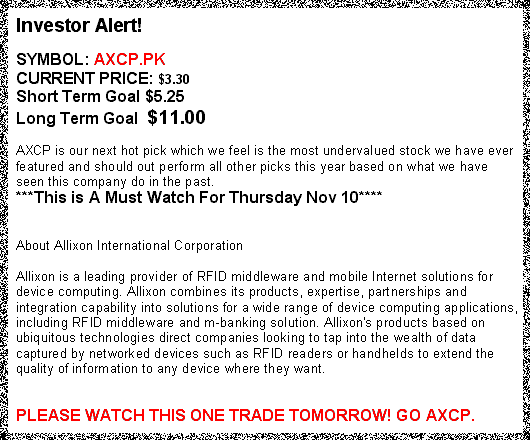 Investor Alert!
SYMBOL: AXCP.PK
CURRENT PRICE: $3.30
Short Term Goal $5.25
Long Term Goal $11.00
AXCP is our next hot pick which we feel is the most undervalued stock we have ever
featured and should out perform all other picks this year based on what we have
seen this company do in the past.
***This is A Must Watch For Thursday Nov 10****
About Allixon International Corporation
Allixon is a leading provider of RFID middleware and mobile Internet solutions for
device computing. Allixon combines its products, expertise, partnerships and
integration capability into solutions for a wide range of device computing applications,
including RFID middleware and m-banking solution. Allixon's products based on
ubiquitous technologies direct companies looking to tap into the wealth of data
captured by networked devices such as RFID readers or handhelds to extend the
quality of information to any device where they want.
PLEASE WATCH THIS ONE TRADE TOMORROW! GO AXCP.